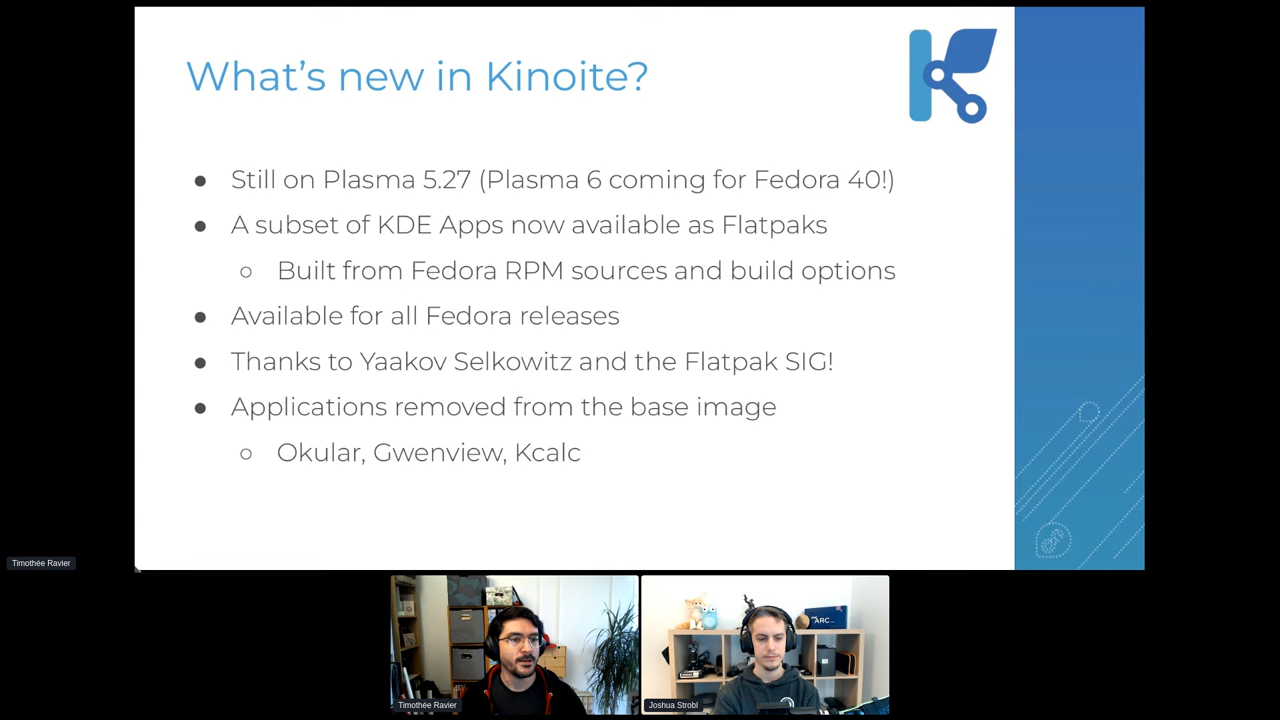 What's new in Kinoite?
● Still on Plasma 5.27 (Plasma 6 coming for Fedora 40!)
● A subset of KDE Apps now available as Flatpaks
○ Built from Fedora RPM sources and build options
● Available for all Fedora releases
● Thanks to Yaakov Selkowitz and the Flatpak SIG!
● Applications removed from the base image
○ Okular, Gwenview, Kcalc
Timothée Ravier
ARC
Timothée Ravier
Joshua Strobl